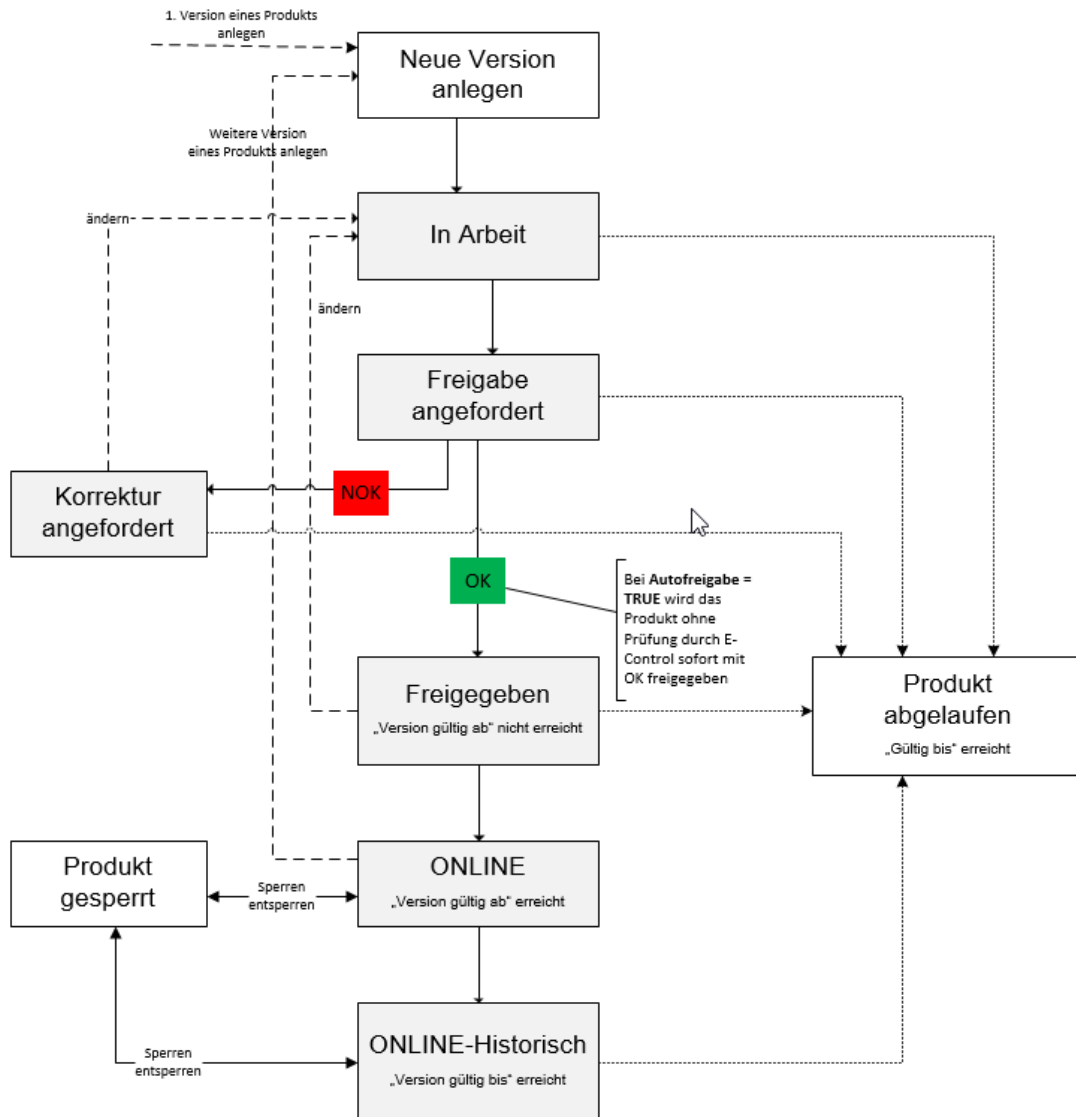 1. Version eines Produkts
anlegen
Neue Version
anlegen
Weitere Version
eines Produkts anlegen
ändern
In Arbeit
ändern
Freigabe
angefordert
NOK
Korrektur
angefordert
OK
Bei Autofreigabe =
TRUE wird das
Produkt ohne
Prüfung durch E-
Control sofort mit
OK freigegeben
Freigegeben
„Version gültig ab“ nicht erreicht
Produkt
abgelaufen
„Gültig bis“ erreicht
Produkt
gesperrt
Sperren
entsperren
ONLINE
„Version gültig ab“ erreicht
ONLINE-Historisch
„Version gültig bis“ erreicht
Sperren
entsperren